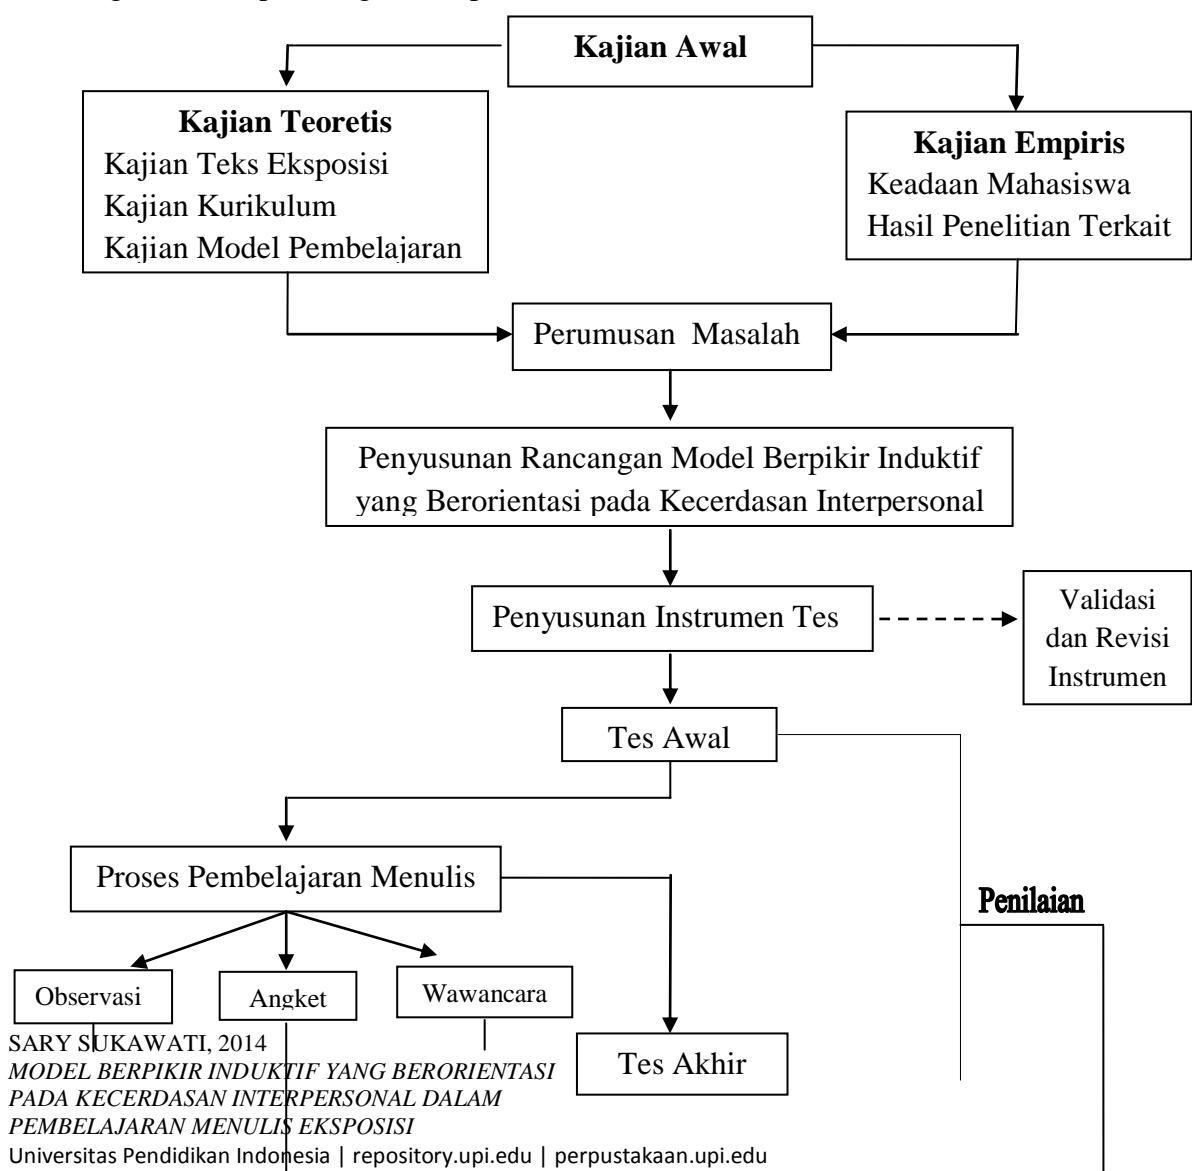 Kajian Awal
Kajian Teoretis
Kajian Teks Eksposisi
Kajian Kurikulum
Kajian Model Pembelajaran
Kajian Empiris
Keadaan Mahasiswa
Hasil Penelitian Terkait
Perumusan Masalah
Penyusunan Rancangan Model Berpikir Induktif
yang Berorientasi pada Kecerdasan Interpersonal
Penyusunan Instrumen Tes
Validasi
dan Revisi
Instrumen
Tes Awal
Proses Pembelajaran Menulis
Penilaian
Observasi
Angket
Wawancara
Tes Akhir
SARY SUKAWATI, 2014
MODEL BERPIKIR INDUKTIF YANG BERORIENTASI
PADA KECERDASAN INTERPERSONAL DALAM
PEMBELAJARAN MENULIS EKSPOSISI
Universitas Pendidikan Indonesia | repository.upi.edu | perpustakaan.upi.edu